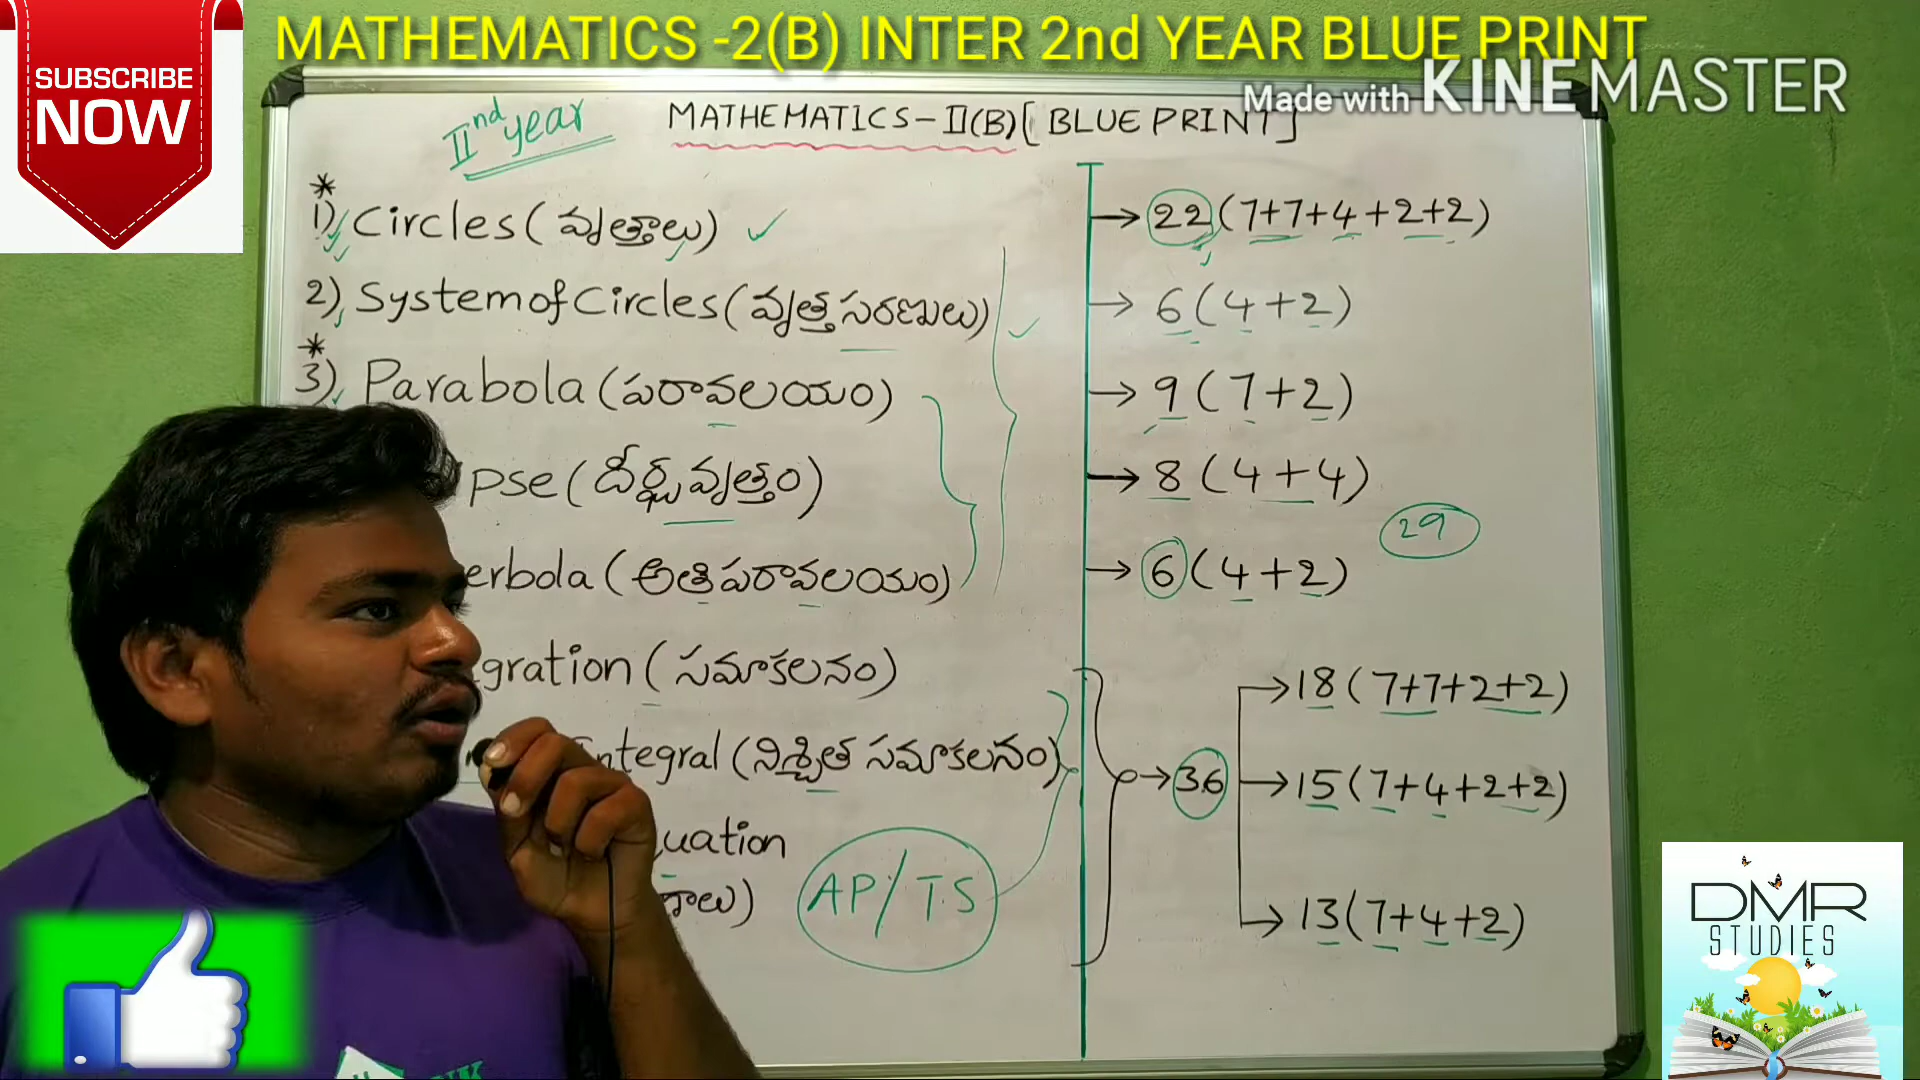 MATHEMATICS -2(B) INTER 2nd YEAR BLUE PRINT
SUBSCRIBE
NOW
Made with KINEMASTER
IInd year
MATHEMATICS-II(B)[BLUE PRINT]
* 1) Circles (వృత్తాలు) → 22 (7+7+4+2+2)
2) System of Circles (వృత్త సరణులు) → 6 (4+2)
* 3) Parabola (పరావలయం) → 9 (7+2)
pse (దీర్ఘవృత్తం) → 8 (4+4)
29
erbola (అతిపరావలయం) → 6 (4+2)
gration (సమాకలనం) → 18 (7+7+2+2)
ntegral (నిశ్చిత సమాకలనం) → 36 → 15 (7+4+2+2)
uation
ణాలు)
AP/TS
→ 13 (7+4+2)
DMR
STUDIES